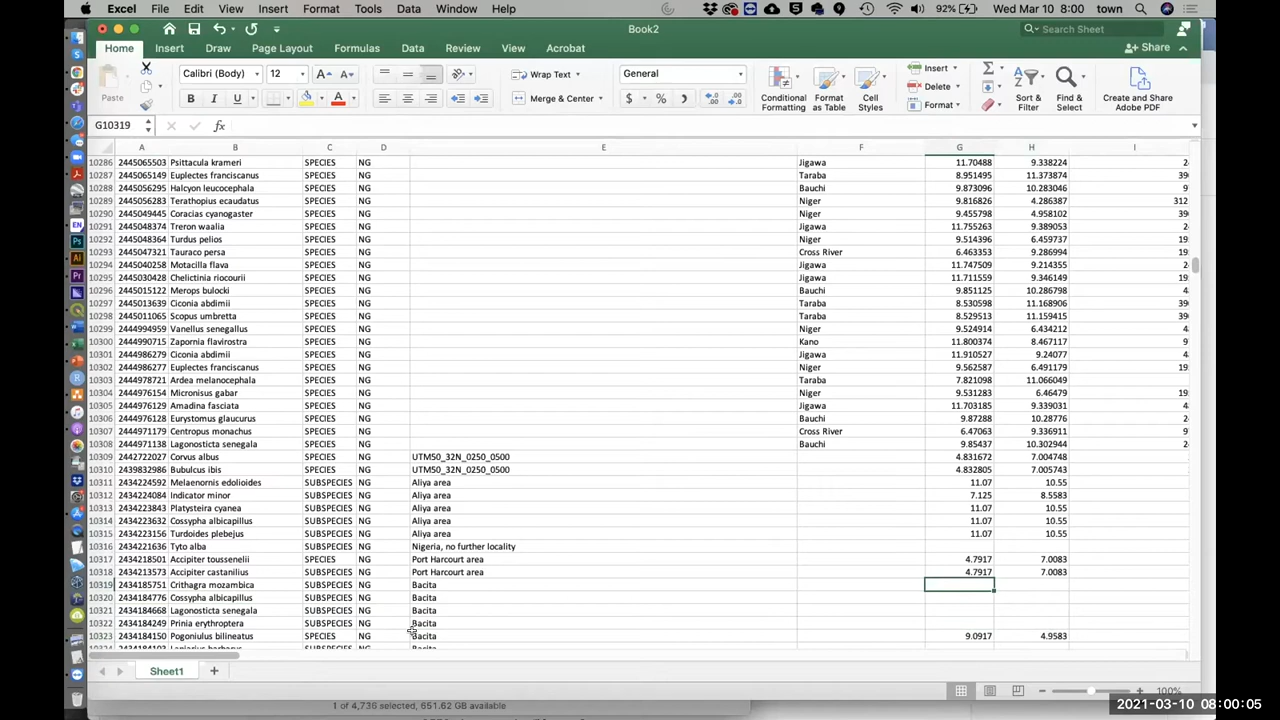 Excel File Edit View Insert Format Tools Data Window Help 92% Wed Mar 10 8:00 town
Book2
Search Sheet
Home Insert Draw Page Layout Formulas Data Review View Acrobat
Share
Paste
Calibri (Body) 12 A A
B I U A
Wrap Text
Merge & Center
General
$ % )
Conditional Formatting
Format as Table
Cell Styles
Insert
Delete
Format
Sort & Filter
Find & Select
Create and Share Adobe PDF
G10319 fx
A B C D E F G H I
10286 2445065503 Psittacula krameri SPECIES NG Jigawa 11.70488 9.338224
10287 2445065149 Euplectes franciscanus SPECIES NG Taraba 8.951495 11.373874
10288 2445056295 Halcyon leucocephala SPECIES NG Bauchi 9.873096 10.283046
10289 2445056283 Terathopius ecaudatus SPECIES NG Niger 9.816826 4.286387 312
10290 2445049445 Coracias cyanogaster SPECIES NG Niger 9.455798 4.958102
10291 2445048374 Treron waalia SPECIES NG Jigawa 11.755263 9.389053
10292 2445048364 Turdus pelios SPECIES NG Niger 9.514396 6.459737
10293 2445047321 Tauraco persa SPECIES NG Cross River 6.463353 9.286994
10294 2445040258 Motacilla flava SPECIES NG Jigawa 11.747509 9.214355
10295 2445030428 Chelictinia riocourii SPECIES NG Jigawa 11.711559 9.346149
10296 2445015122 Merops bulocki SPECIES NG Bauchi 9.851125 10.286798
10297 2445013639 Ciconia abdimii SPECIES NG Taraba 8.530598 11.168906
10298 2445011065 Scopus umbretta SPECIES NG Taraba 8.529513 11.159415
10299 2444994959 Vanellus senegallus SPECIES NG Niger 9.524914 6.434212
10300 2444990715 Zapornia flavirostra SPECIES NG Kano 11.800374 8.467117
10301 2444986279 Ciconia abdimii SPECIES NG Jigawa 11.910527 9.24077
10302 2444986277 Euplectes franciscanus SPECIES NG Niger 9.562587 6.491179
10303 2444978721 Ardea melanocephala SPECIES NG Taraba 7.821098 11.066049
10304 2444976154 Micronisus gabar SPECIES NG Niger 9.531283 6.46479
10305 2444976129 Amadina fasciata SPECIES NG Jigawa 11.703185 9.339031
10306 2444976128 Eurystomus glaucurus SPECIES NG Bauchi 9.87288 10.28776
10307 2444971179 Centropus monachus SPECIES NG Cross River 6.47063 9.336911
10308 2444971138 Lagonosticta senegala SPECIES NG Bauchi 9.85437 10.302944
10309 2442722027 Corvus albus SPECIES NG UTM50_32N_0250_0500 4.831672 7.004748
10310 2439832986 Bubulcus ibis SPECIES NG UTM50_32N_0250_0500 4.832805 7.005743
10311 2434224592 Melaenornis edolioides SUBSPECIES NG Aliya area 11.07 10.55
10312 2434224084 Indicator minor SUBSPECIES NG Aliya area 7.125 8.5583
10313 2434223843 Platysteira cyanea SUBSPECIES NG Aliya area 11.07 10.55
10314 2434223632 Cossypha albicapillus SUBSPECIES NG Aliya area 11.07 10.55
10315 2434223156 Turdoides plebejus SUBSPECIES NG Aliya area 11.07 10.55
10316 2434221636 Tyto alba SUBSPECIES NG Nigeria, no further locality
10317 2434218501 Accipiter toussenelii SUBSPECIES NG Port Harcourt area 4.7917 7.0083
10318 2434213573 Accipiter castanilius SUBSPECIES NG Port Harcourt area 4.7917 7.0083
10319 2434185751 Crithagra mozambica SUBSPECIES NG Bacita
10320 2434184776 Cossypha albicapillus SUBSPECIES NG Bacita
10321 2434184668 Lagonosticta senegala SUBSPECIES NG Bacita
10322 2434184249 Prinia erythroptera SUBSPECIES NG Bacita
10323 2434184150 Pogoniulus bilineatus SPECIES NG Bacita 9.0917 4.9583
Sheet1 +
100%
1 of 4,736 selected, 651.62 GB available
2021-03-10 08:00:05